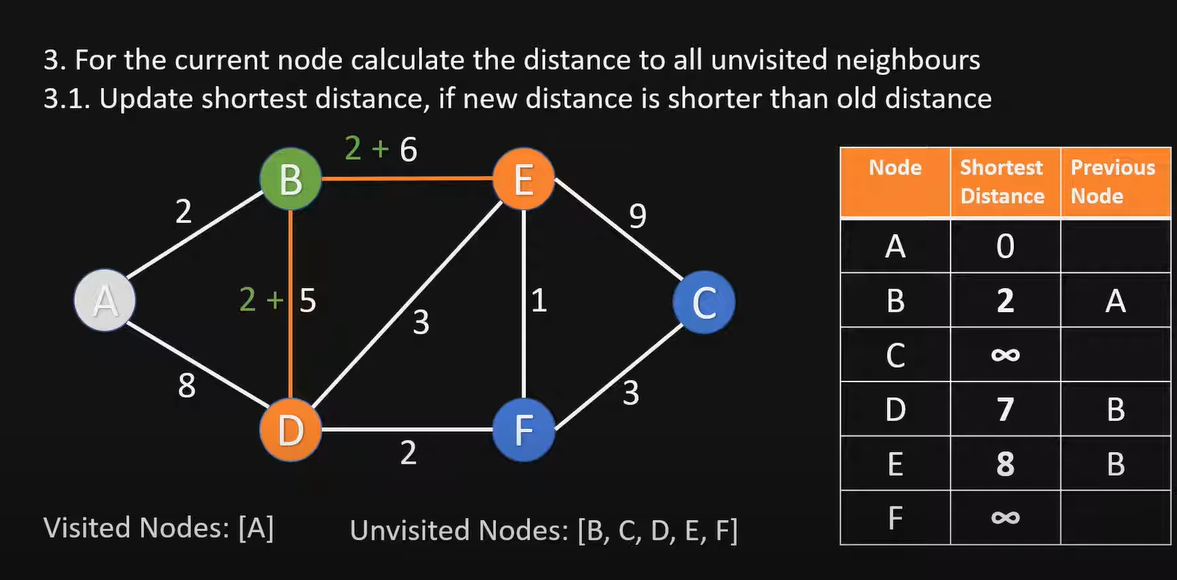 3. For the current node calculate the distance to all unvisited neighbours
3.1. Update shortest distance, if new distance is shorter than old distance
2 + 6
B
E
2
9
A
2 + 5
3
1
C
8
3
D
F
2
Visited Nodes: [A]
Unvisited Nodes: [B, C, D, E, F]
Node Shortest Distance Previous Node
A 0
B 2 A
C ∞
D 7 B
E 8 B
F ∞